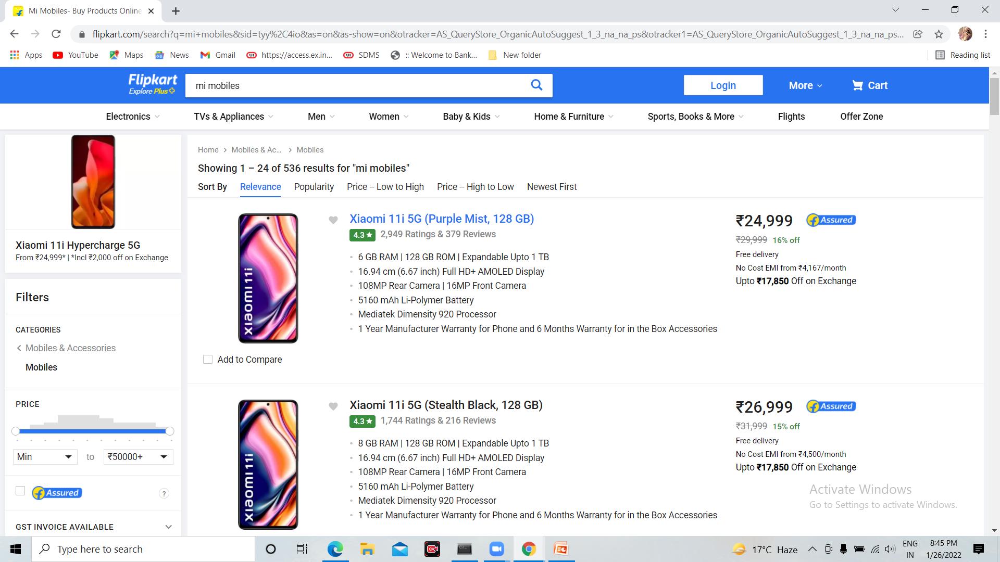 Mi Mobiles- Buy Products Online
flipkart.com/search?q=mi+mobiles&sid=tyy%2C4io&as=on&as-show=on&otracker=AS_QueryStore_OrganicAutoSuggest_1_3_na_na_ps&otracker1=AS_QueryStore_OrganicAutoSuggest_1_3_na_na_ps...
Apps YouTube Maps News Gmail https://access.ex.in... SDMS :: Welcome to Bank... New folder Reading list
Flipkart
Explore Plus
mi mobiles
Login More Cart
Electronics TVs & Appliances Men Women Baby & Kids Home & Furniture Sports, Books & More Flights Offer Zone
Xiaomi 11i Hypercharge 5G
From ₹24,999* | *Incl ₹2,000 off on Exchange
Filters
CATEGORIES
Mobiles & Accessories
Mobiles
PRICE
Min to ₹50000+
Assured ?
GST INVOICE AVAILABLE
Home > Mobiles & Ac... > Mobiles
Showing 1 – 24 of 536 results for "mi mobiles"
Sort By Relevance Popularity Price -- Low to High Price -- High to Low Newest First
xiaomi 11i
Add to Compare
Xiaomi 11i 5G (Purple Mist, 128 GB)
4.3★ 2,949 Ratings & 379 Reviews
6 GB RAM | 128 GB ROM | Expandable Upto 1 TB
16.94 cm (6.67 inch) Full HD+ AMOLED Display
108MP Rear Camera | 16MP Front Camera
5160 mAh Li-Polymer Battery
Mediatek Dimensity 920 Processor
1 Year Manufacturer Warranty for Phone and 6 Months Warranty for in the Box Accessories
₹24,999 Assured
₹29,999 16% off
Free delivery
No Cost EMI from ₹4,167/month
Upto ₹17,850 Off on Exchange
xiaomi 11i
Xiaomi 11i 5G (Stealth Black, 128 GB)
4.3★ 1,744 Ratings & 216 Reviews
8 GB RAM | 128 GB ROM | Expandable Upto 1 TB
16.94 cm (6.67 inch) Full HD+ AMOLED Display
108MP Rear Camera | 16MP Front Camera
5160 mAh Li-Polymer Battery
Mediatek Dimensity 920 Processor
1 Year Manufacturer Warranty for Phone and 6 Months Warranty for in the Box Accessories
₹26,999 Assured
₹31,999 15% off
Free delivery
No Cost EMI from ₹4,500/month
Upto ₹17,850 Off on Exchange
Activate Windows
Go to Settings to activate Windows.
Type here to search
17°C Haze
ENG
IN
8:45 PM
1/26/2022